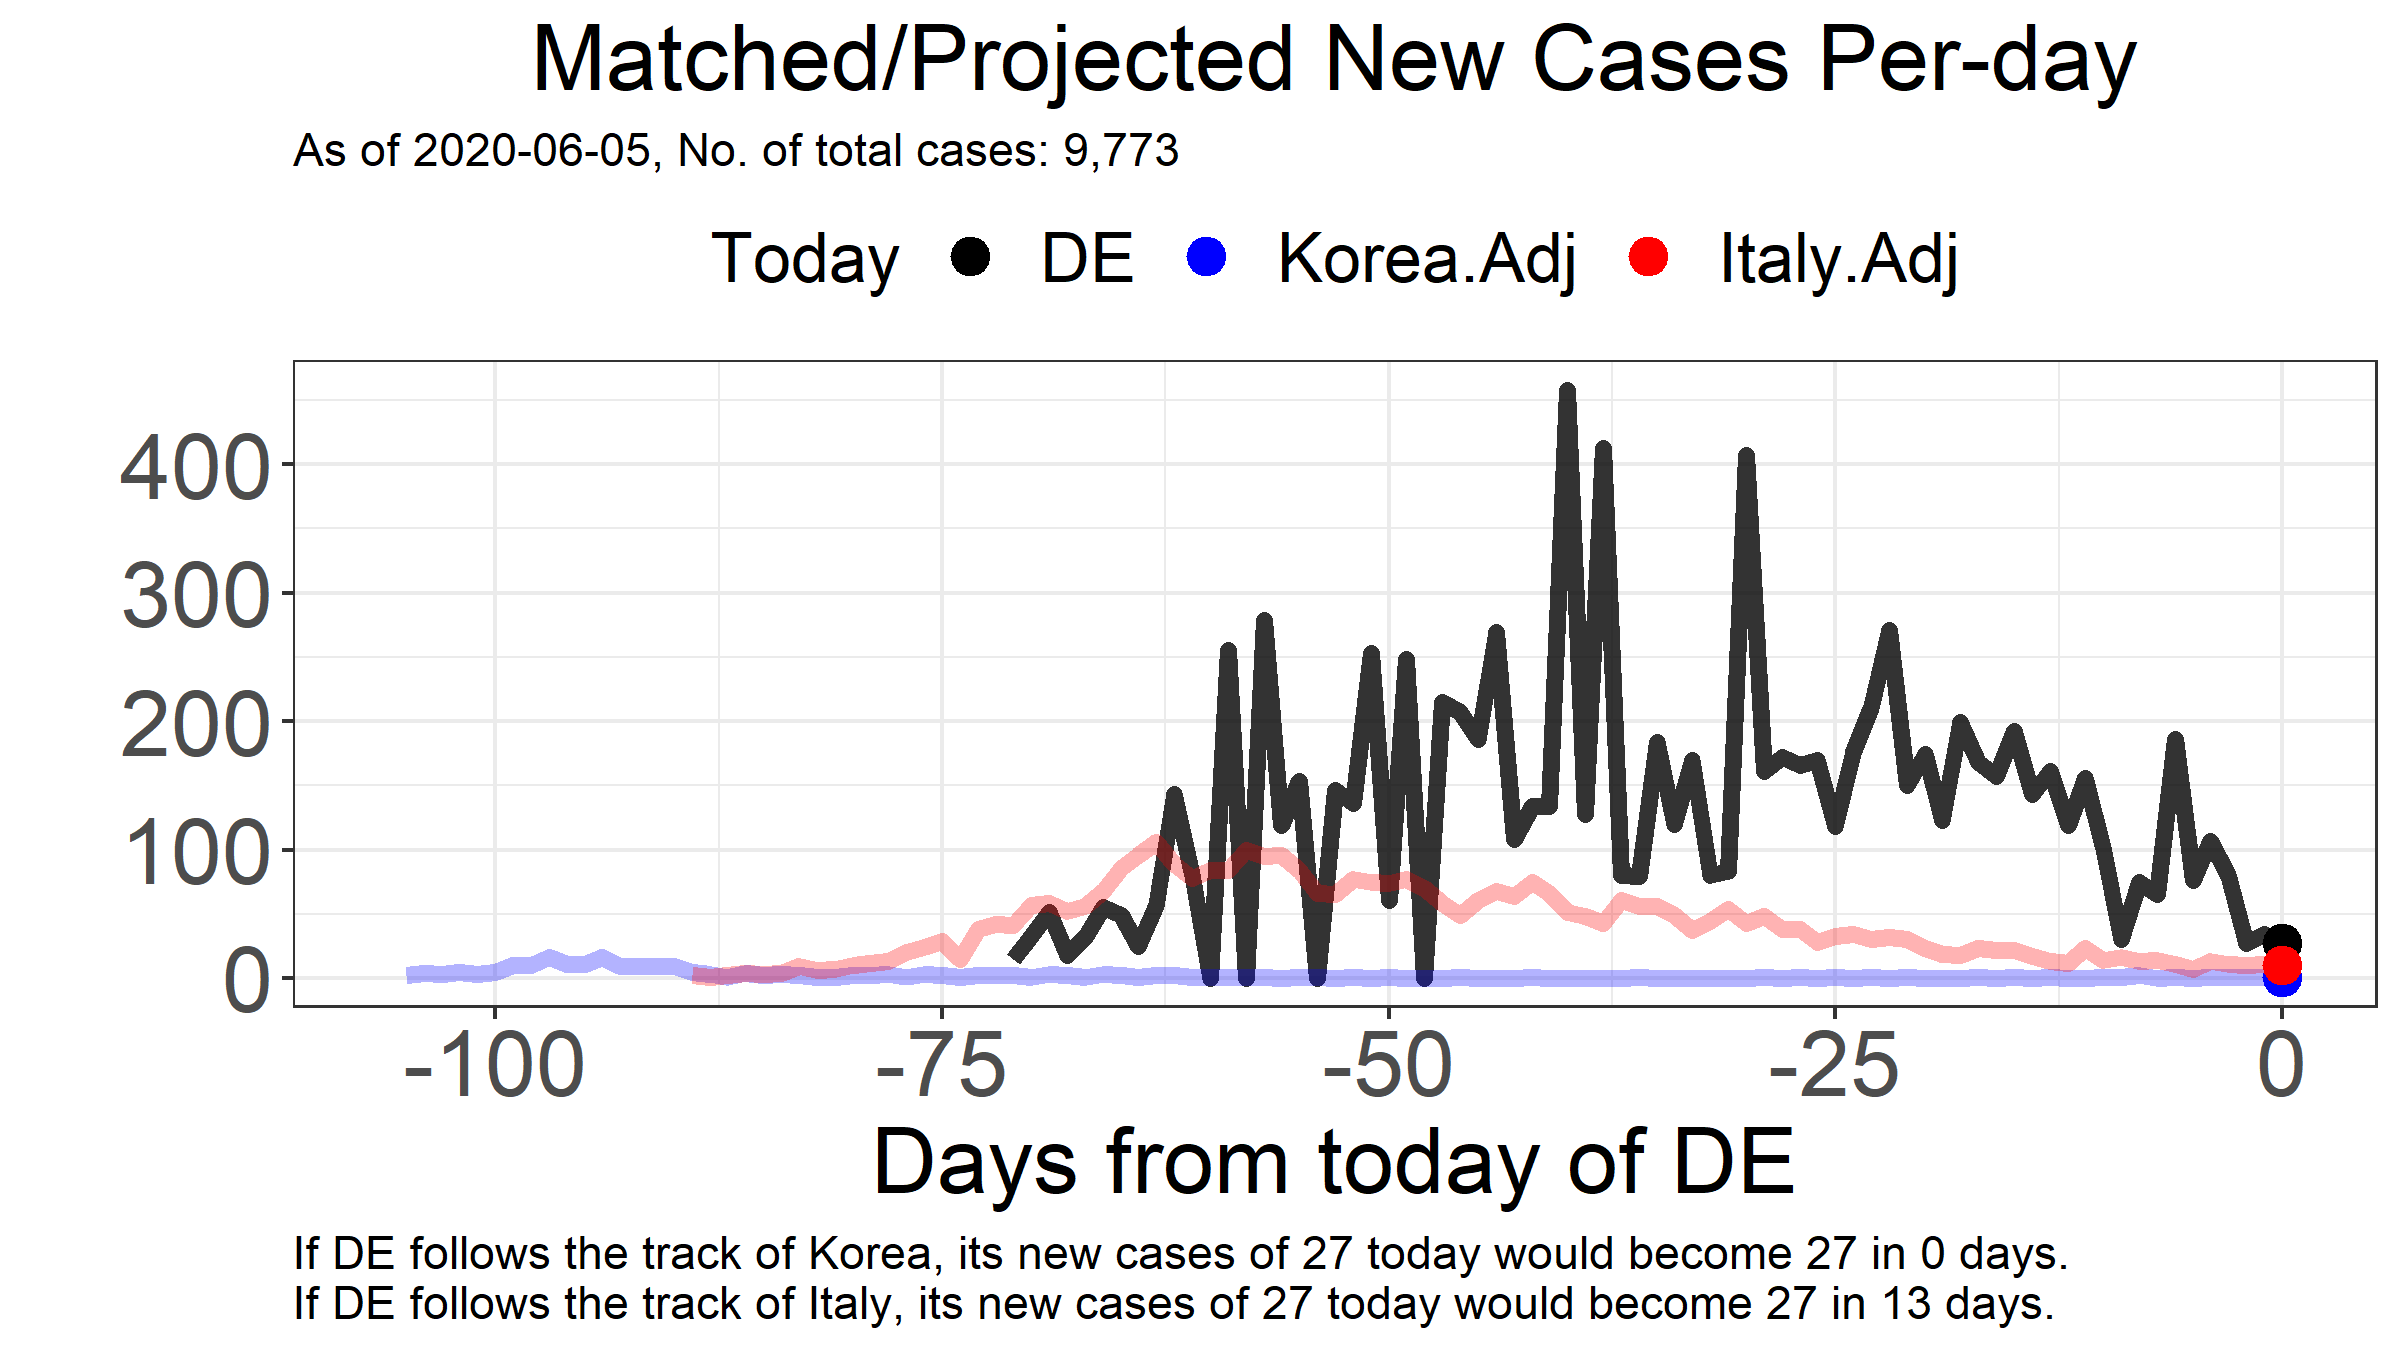 Matched/Projected New Cases Per-day
As of 2020-06-05, No. of total cases: 9,773
Today DE Korea.Adj Italy.Adj
400
300
200
100
0
-100 -75 -50 -25 0
Days from today of DE
If DE follows the track of Korea, its new cases of 27 today would become 27 in 0 days.
If DE follows the track of Italy, its new cases of 27 today would become 27 in 13 days.